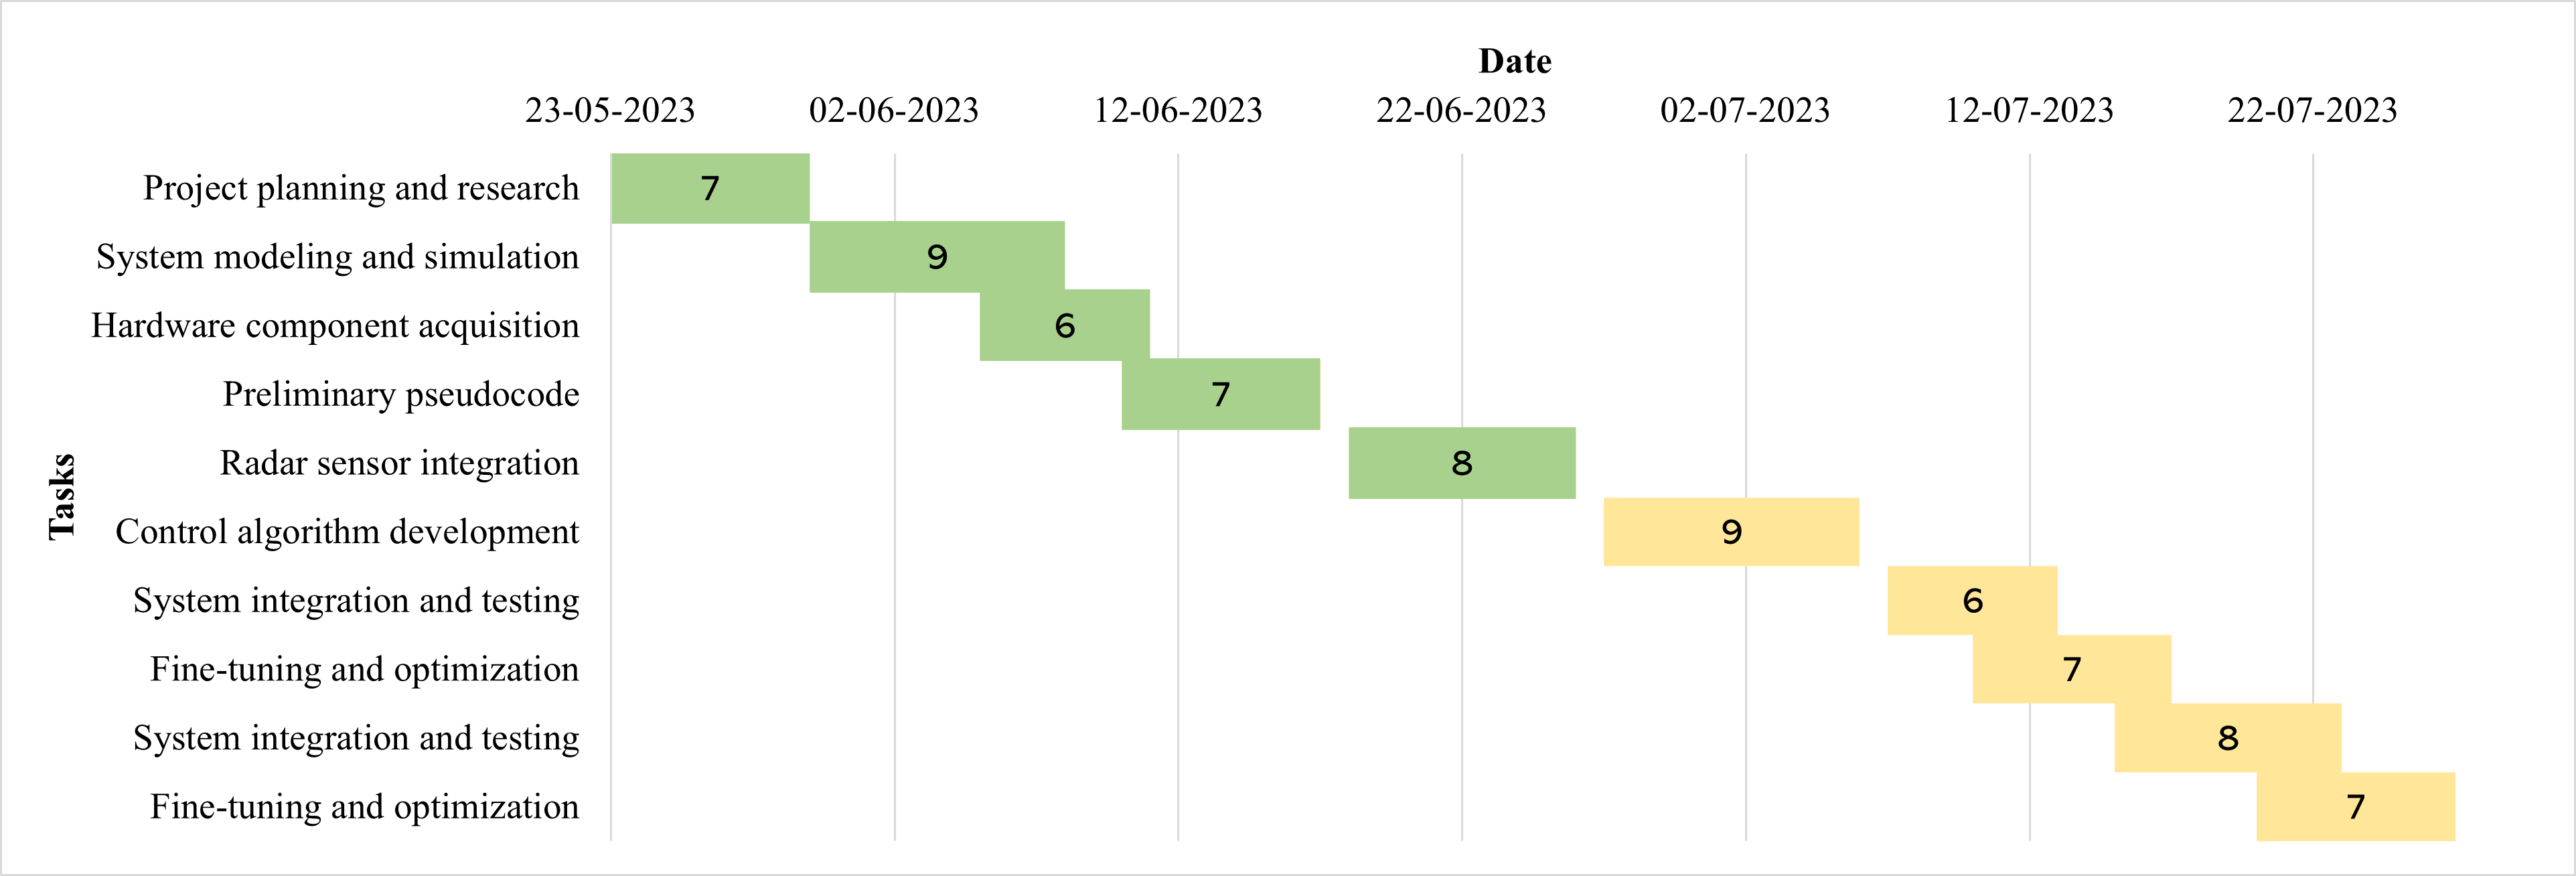 Date
23-05-2023 02-06-2023 12-06-2023 22-06-2023 02-07-2023 12-07-2023 22-07-2023
Tasks
Project planning and research 7
System modeling and simulation 9
Hardware component acquisition 6
Preliminary pseudocode 7
Radar sensor integration 8
Control algorithm development 9
System integration and testing 6
Fine-tuning and optimization 7
System integration and testing 8
Fine-tuning and optimization 7